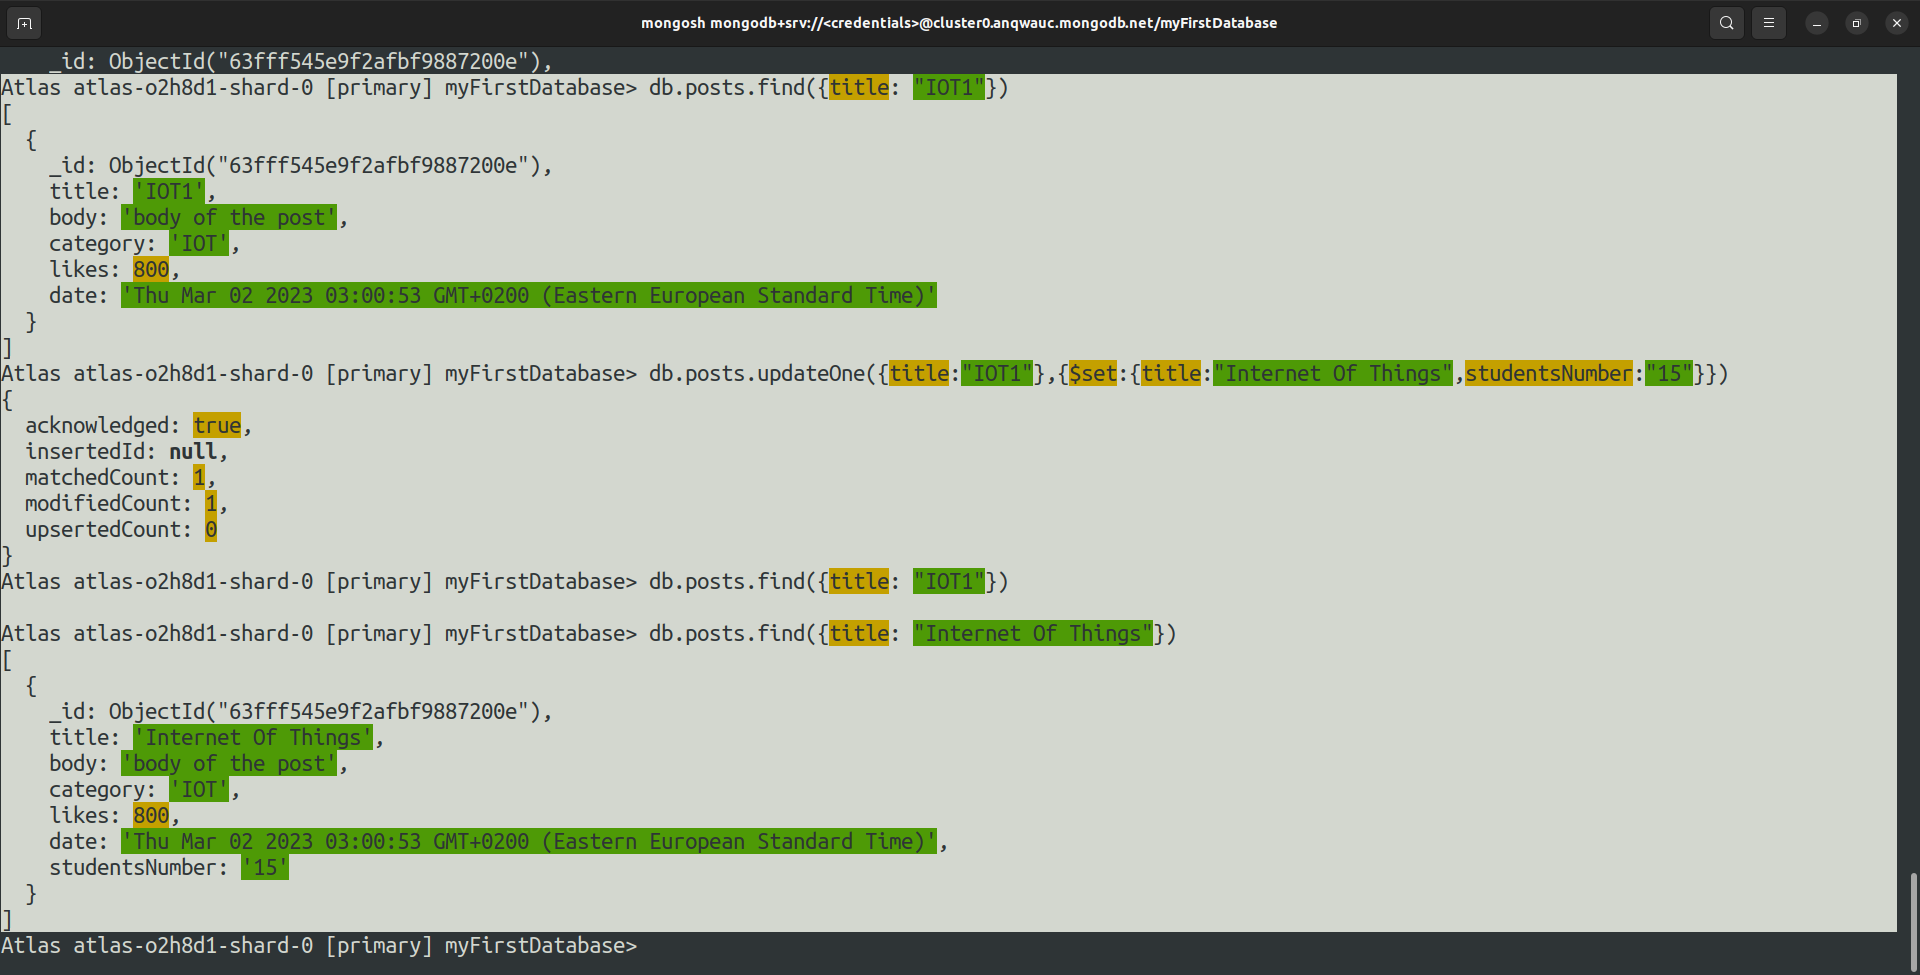 mongosh mongodb+srv://<credentials>@cluster0.anqwauc.mongodb.net/myFirstDatabase
    _id: ObjectId("63fff545e9f2afbf9887200e"),
Atlas atlas-o2h8d1-shard-0 [primary] myFirstDatabase> db.posts.find({title: "IOT1"})
[
  {
    _id: ObjectId("63fff545e9f2afbf9887200e"),
    title: 'IOT1',
    body: 'body of the post',
    category: 'IOT',
    likes: 800,
    date: 'Thu Mar 02 2023 03:00:53 GMT+0200 (Eastern European Standard Time)'
  }
]
Atlas atlas-o2h8d1-shard-0 [primary] myFirstDatabase> db.posts.updateOne({title:"IOT1"},{$set:{title:"Internet Of Things",studentsNumber:"15"}})
{
  acknowledged: true,
  insertedId: null,
  matchedCount: 1,
  modifiedCount: 1,
  upsertedCount: 0
}
Atlas atlas-o2h8d1-shard-0 [primary] myFirstDatabase> db.posts.find({title: "IOT1"})

Atlas atlas-o2h8d1-shard-0 [primary] myFirstDatabase> db.posts.find({title: "Internet Of Things"})
[
  {
    _id: ObjectId("63fff545e9f2afbf9887200e"),
    title: 'Internet Of Things',
    body: 'body of the post',
    category: 'IOT',
    likes: 800,
    date: 'Thu Mar 02 2023 03:00:53 GMT+0200 (Eastern European Standard Time)',
    studentsNumber: '15'
  }
]
Atlas atlas-o2h8d1-shard-0 [primary] myFirstDatabase>